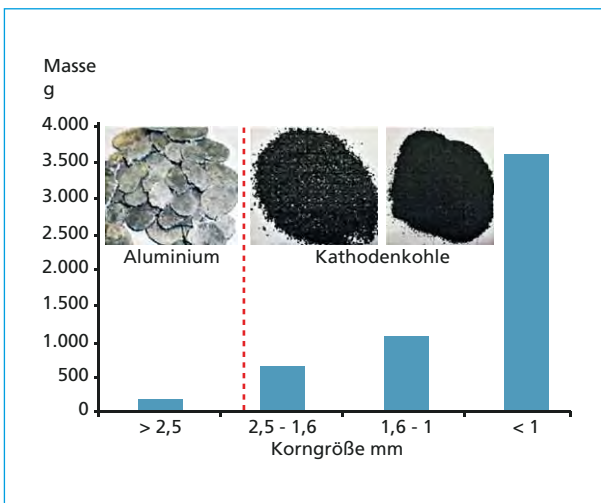 Masse
g
4.000
3.500
3.000
2.500
2.000
1.500
1.000
500
0
Aluminium Kathodenkohle
> 2,5 2,5 - 1,6 1,6 - 1 < 1
Korngröße mm